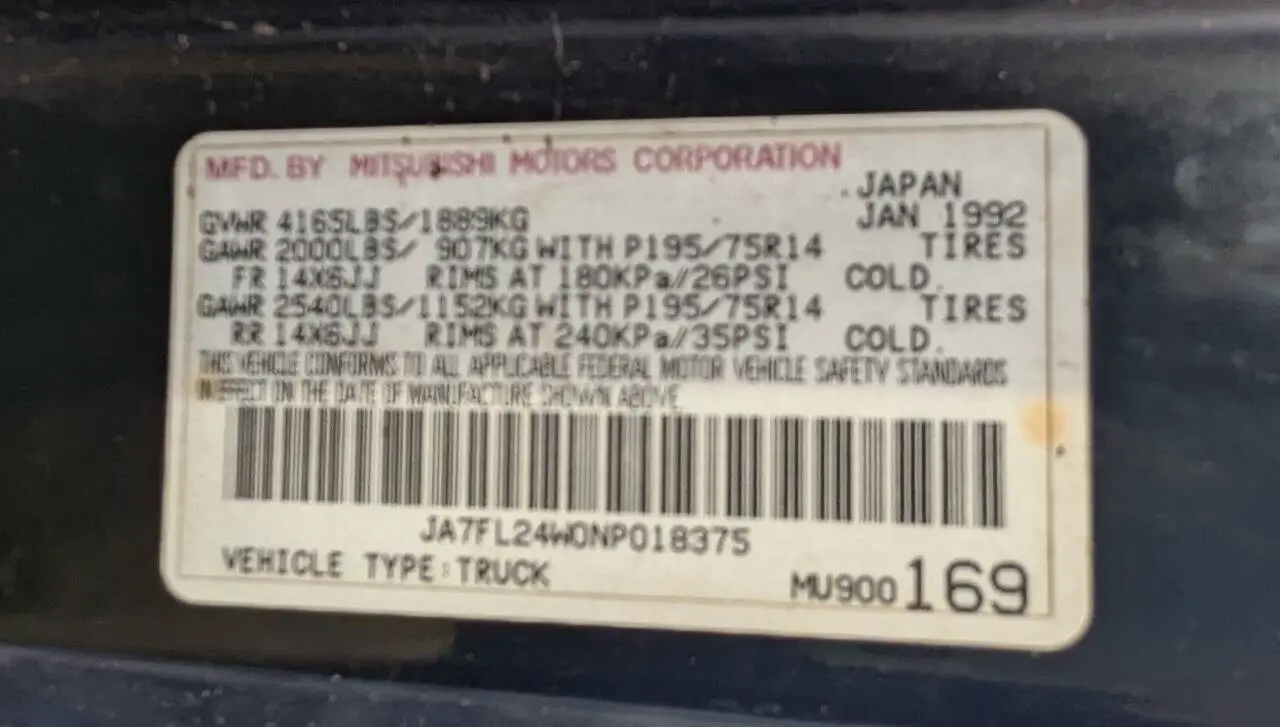 MFD. BY MITSUBISHI MOTORS CORPORATION
JAPAN
GVWR 4165LBS/1889KG JAN 1992
GAWR 2000LBS/ 907KG WITH P195/75R14 TIRES
FR 14X6JJ RIMS AT 180KPa/26PSI COLD.
GAWR 2540LBS/1152KG WITH P195/75R14 TIRES
RR 14X6JJ RIMS AT 240KPa/35PSI COLD.
THIS VEHICLE CONFORMS TO ALL APPLICABLE FEDERAL MOTOR VEHICLE SAFETY STANDARDS
IN EFFECT ON THE DATE OF MANUFACTURE SHOWN ABOVE.
JA7FL24W0NP018375
VEHICLE TYPE:TRUCK MU900169